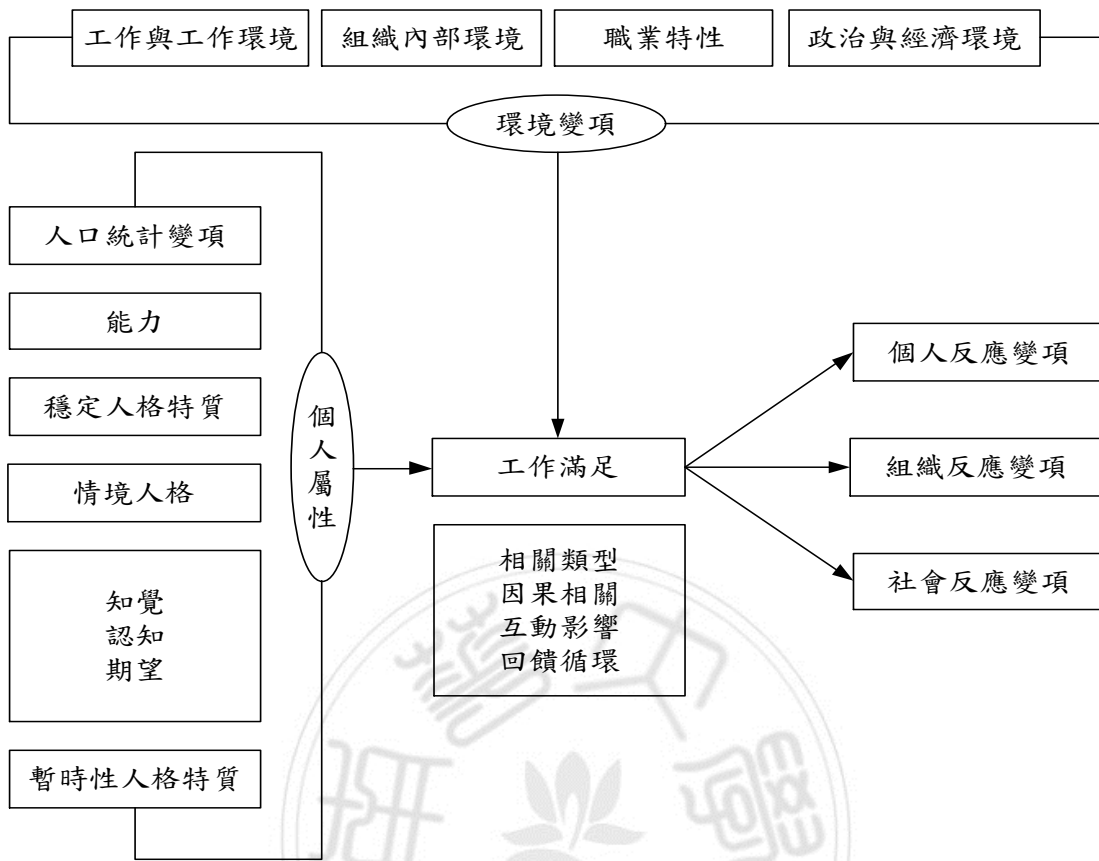 工作與工作環境
組織內部環境
職業特性
政治與經濟環境
環境變項
人口統計變項
能力
穩定人格特質
情境人格
知覺
認知
期望
暫時性人格特質
個人屬性
工作滿足
相關類型
因果相關
互動影響
回饋循環
個人反應變項
組織反應變項
社會反應變項